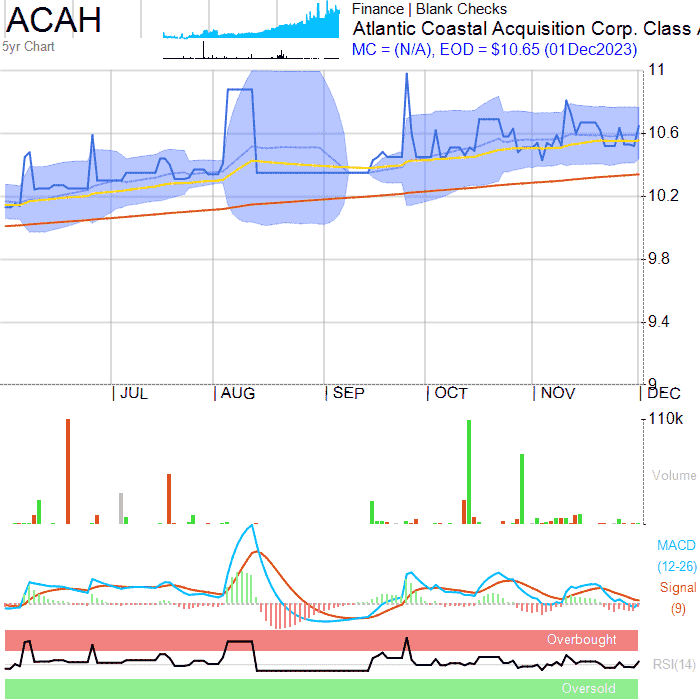 ACAH
5yr Chart
Finance | Blank Checks
Atlantic Coastal Acquisition Corp. Class A
MC = (N/A), EOD = $10.65 (01Dec2023)
11
10.6
10.2
9.8
9.4
9
JUL AUG SEP OCT NOV DEC
110k
Volume
MACD
(12-26)
Signal
(9)
Overbought
RSI(14)
Oversold